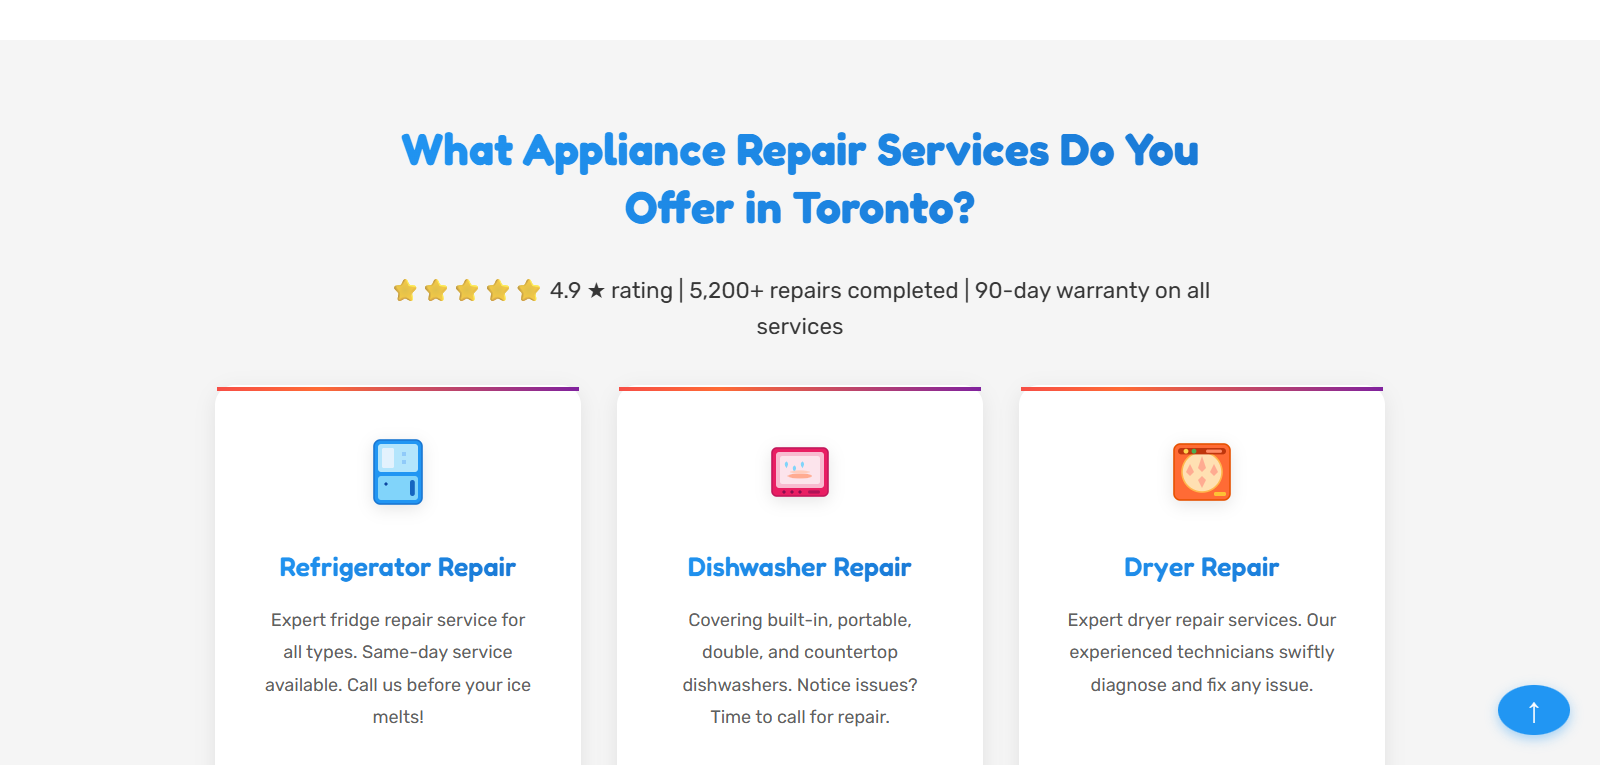 What Appliance Repair Services Do You
Offer in Toronto?
⭐⭐⭐⭐⭐ 4.9 ★ rating | 5,200+ repairs completed | 90-day warranty on all
services
Refrigerator Repair
Expert fridge repair service for
all types. Same-day service
available. Call us before your ice
melts!
Dishwasher Repair
Covering built-in, portable,
double, and countertop
dishwashers. Notice issues?
Time to call for repair.
Dryer Repair
Expert dryer repair services. Our
experienced technicians swiftly
diagnose and fix any issue.
↑